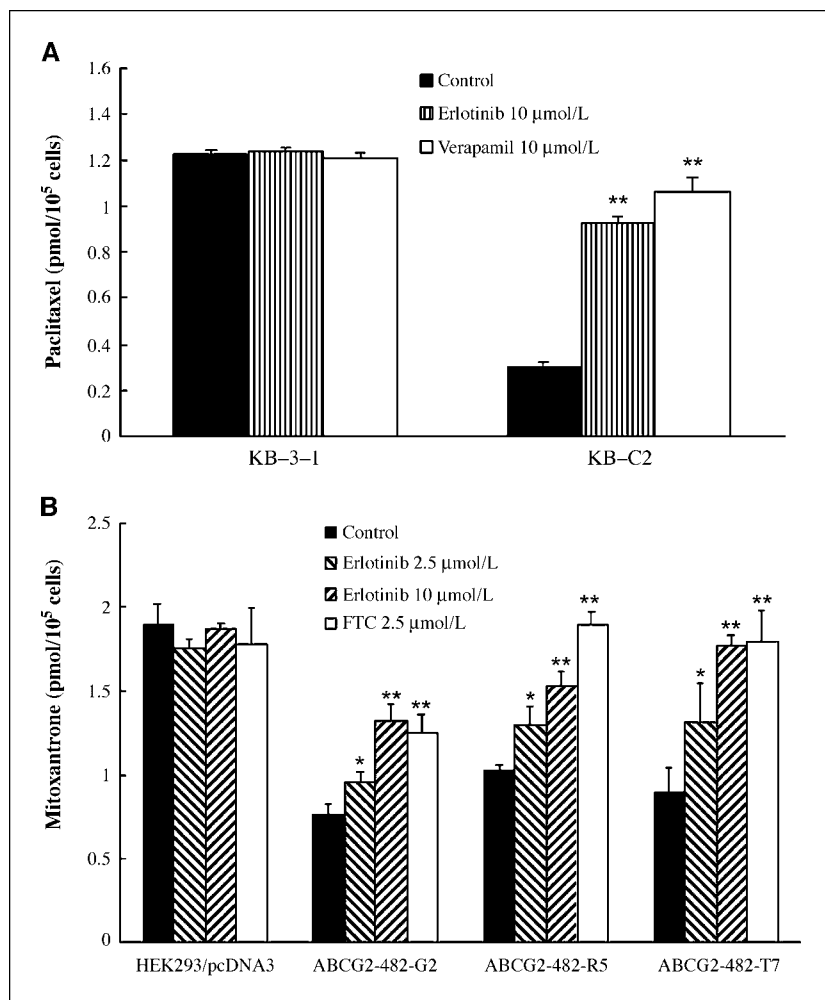 A
1.6
1.4
1.2
1
0.8
0.6
0.4
0.2
0
Paclitaxel (pmol/10⁵ cells)
Control
Erlotinib 10 μmol/L
Verapamil 10 μmol/L
**
**
KB–3–1
KB–C2
B
2.5
2
1.5
1
0.5
0
Mitoxantrone (pmol/10⁵ cells)
Control
Erlotinib 2.5 μmol/L
Erlotinib 10 μmol/L
FTC 2.5 μmol/L
*
**
**
*
**
**
*
**
**
HEK293/pcDNA3
ABCG2-482-G2
ABCG2-482-R5
ABCG2-482-T7